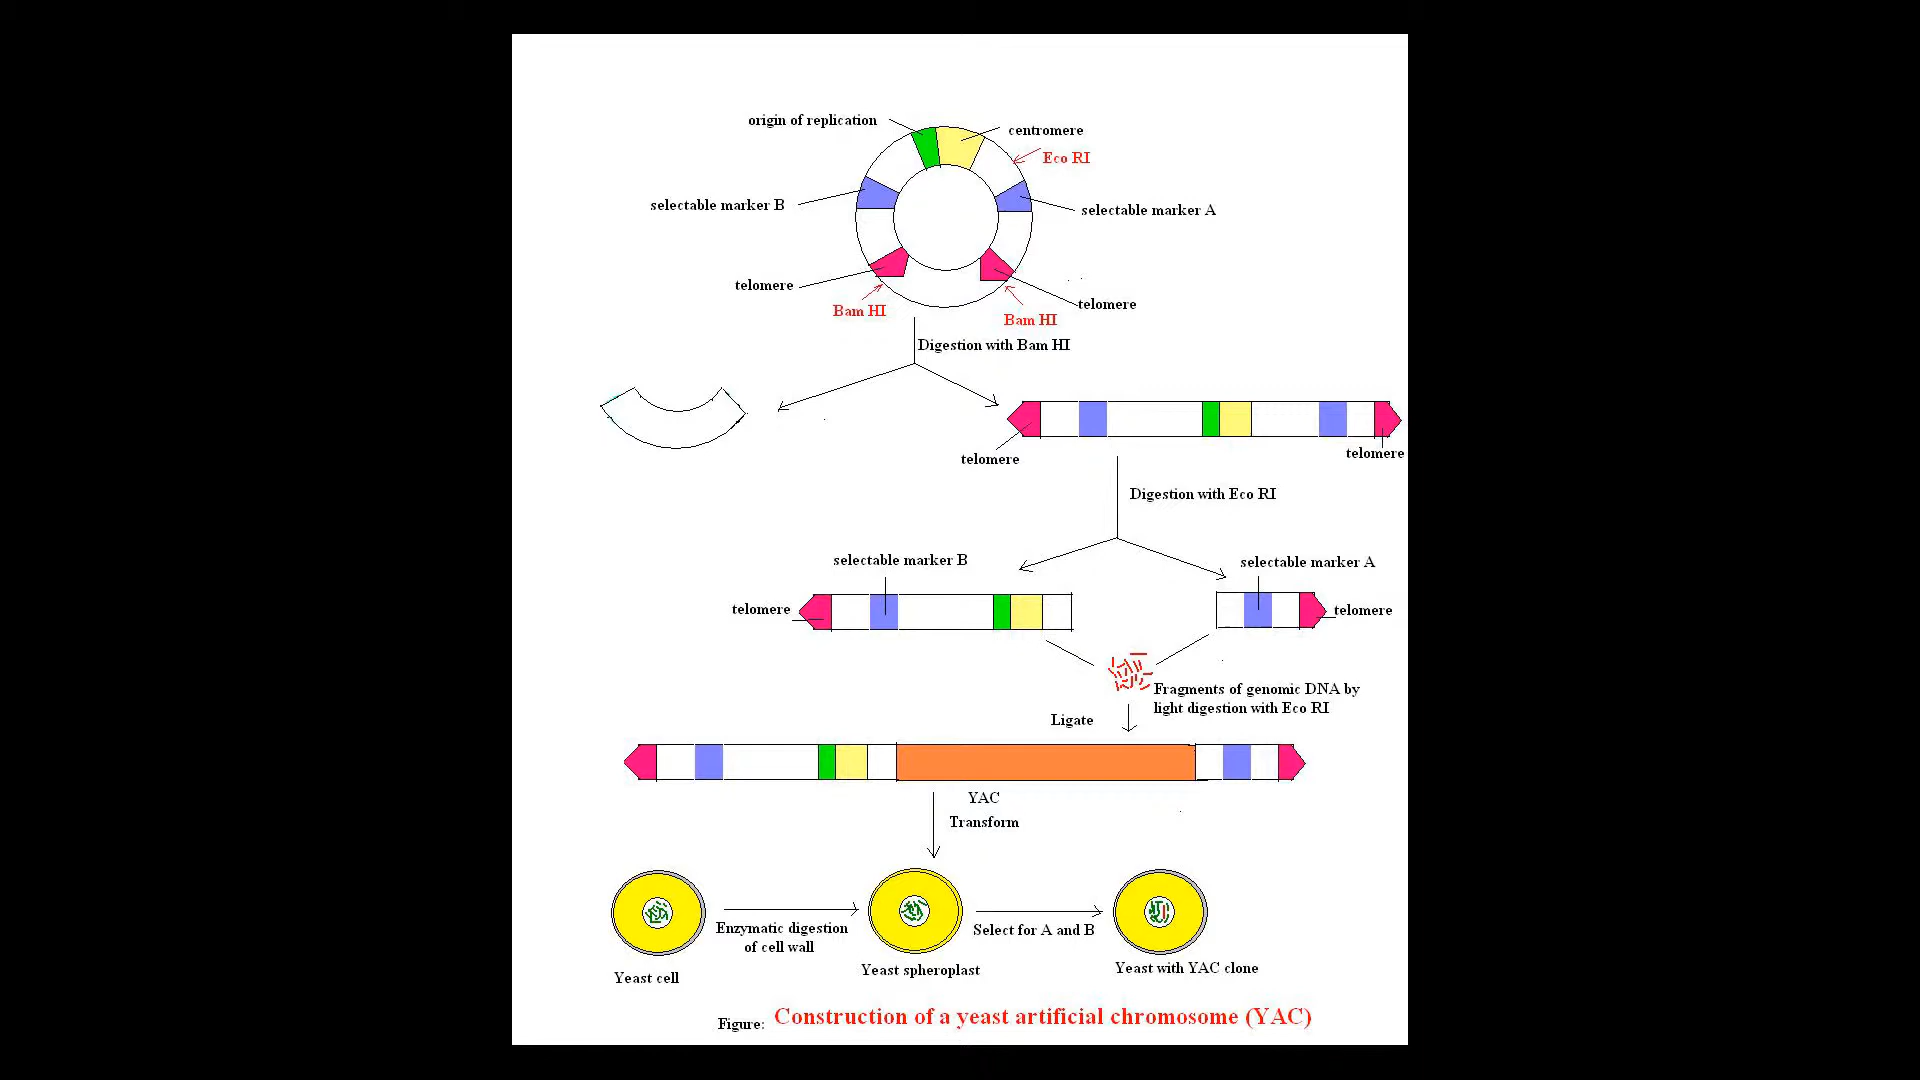 origin of replication
centromere
Eco RI
selectable marker B
selectable marker A
telomere
telomere
Bam HI
Bam HI
Digestion with Bam HI
telomere
telomere
Digestion with Eco RI
selectable marker B
selectable marker A
telomere
telomere
Fragments of genomic DNA by
light digestion with Eco RI
Ligate
YAC
Transform
Enzymatic digestion
of cell wall
Select for A and B
Yeast cell
Yeast spheroplast
Yeast with YAC clone
Figure: Construction of a yeast artificial chromosome (YAC)